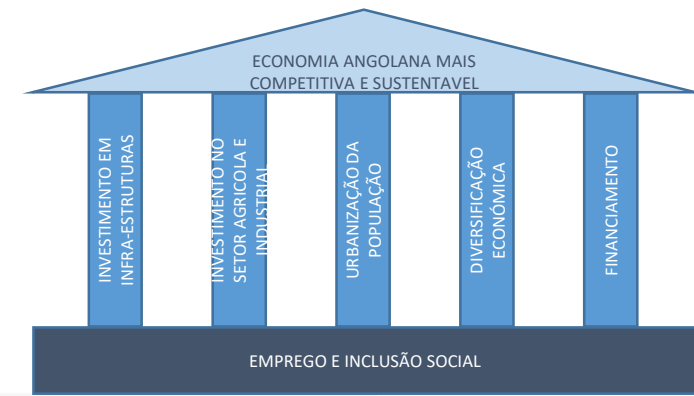 ECONOMIA ANGOLANA MAIS
COMPETITIVA E SUSTENTAVEL
INVESTIMENTO EM
INFRA-ESTRUTURAS
INVESTIMENTO NO
SETOR AGRICOLA E
INDUSTRIAL
URBANIZAÇÃO DA
POPULAÇÃO
DIVERSIFICAÇÃO
ECONÓMICA
FINANCIAMENTO
EMPREGO E INCLUSÃO SOCIAL